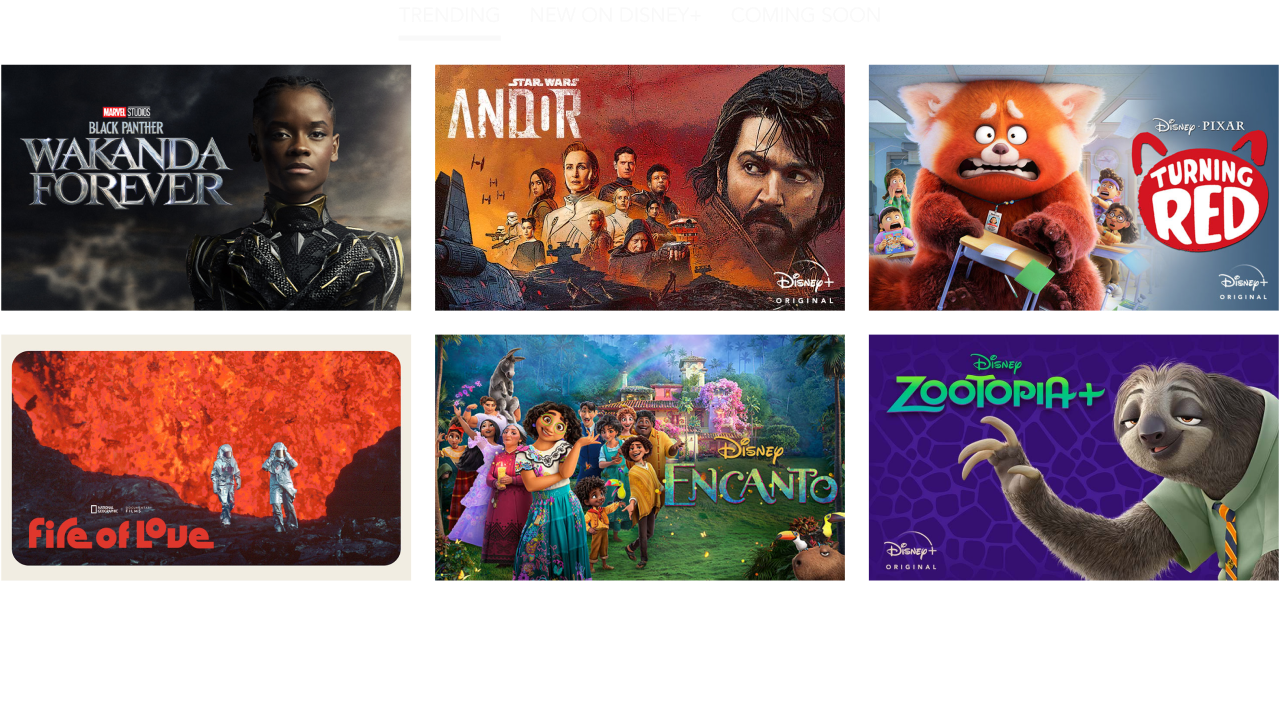 TRENDING NEW ON DISNEY+ COMING SOON
MARVEL STUDIOS
BLACK PANTHER
WAKANDA
FOREVER
STAR WARS
ANDOR
Disney+
ORIGINAL
Disney · PIXAR
TURNING
RED
Disney+
ORIGINAL
NATIONAL
GEOGRAPHIC
DOCUMENTARY
FILMS
Fire of Love
Disney
ENCANTO
Disney
ZOOTOPIA+
Disney+
ORIGINAL